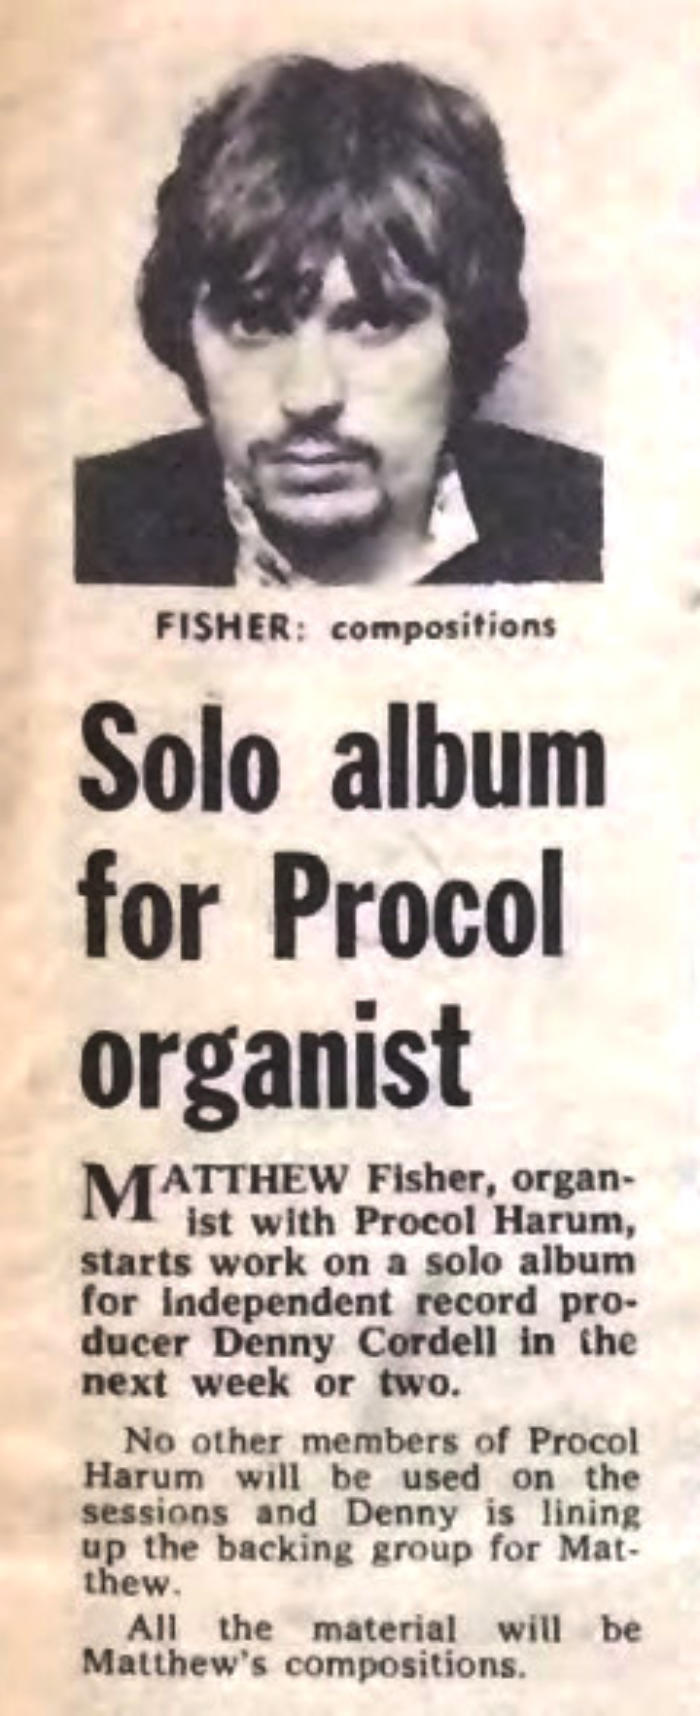 FISHER: compositions
Solo album
for Procol
organist
MATTHEW Fisher, organ-
ist with Procol Harum,
starts work on a solo album
for independent record pro-
ducer Denny Cordell in the
next week or two.
No other members of Procol
Harum will be used on the
sessions and Denny is lining
up the backing group for Mat-
thew.
All the material will be
Matthew's compositions.